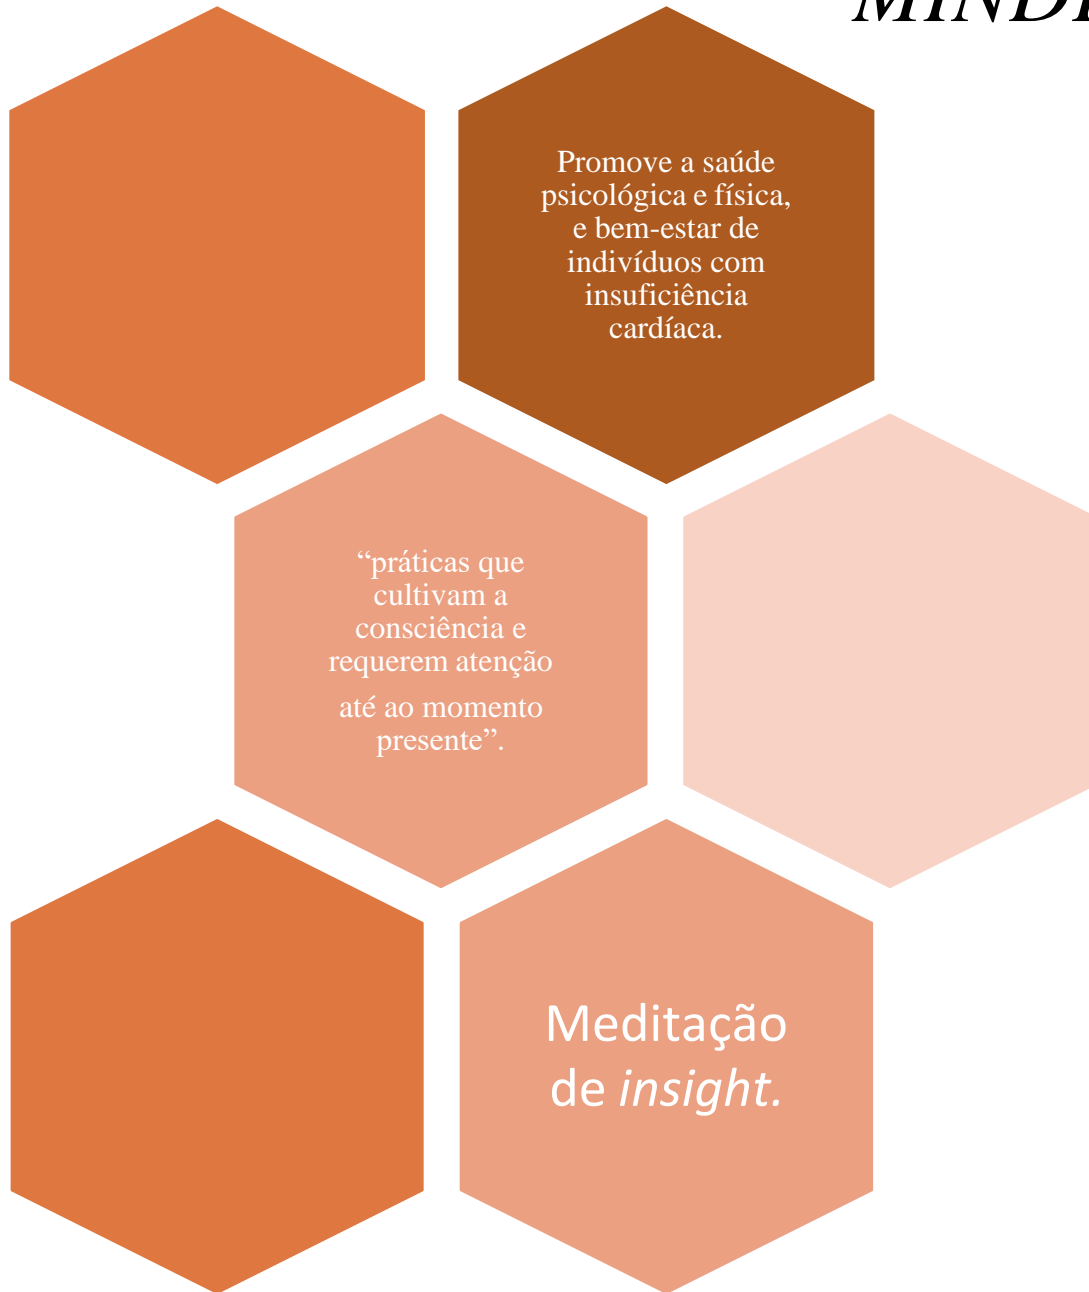 Promove a saúde
psicológica e física,
e bem-estar de
indivíduos com
insuficiência
cardíaca.
“práticas que
cultivam a
consciência e
requerem atenção
até ao momento
presente”.
Meditação
de insight.